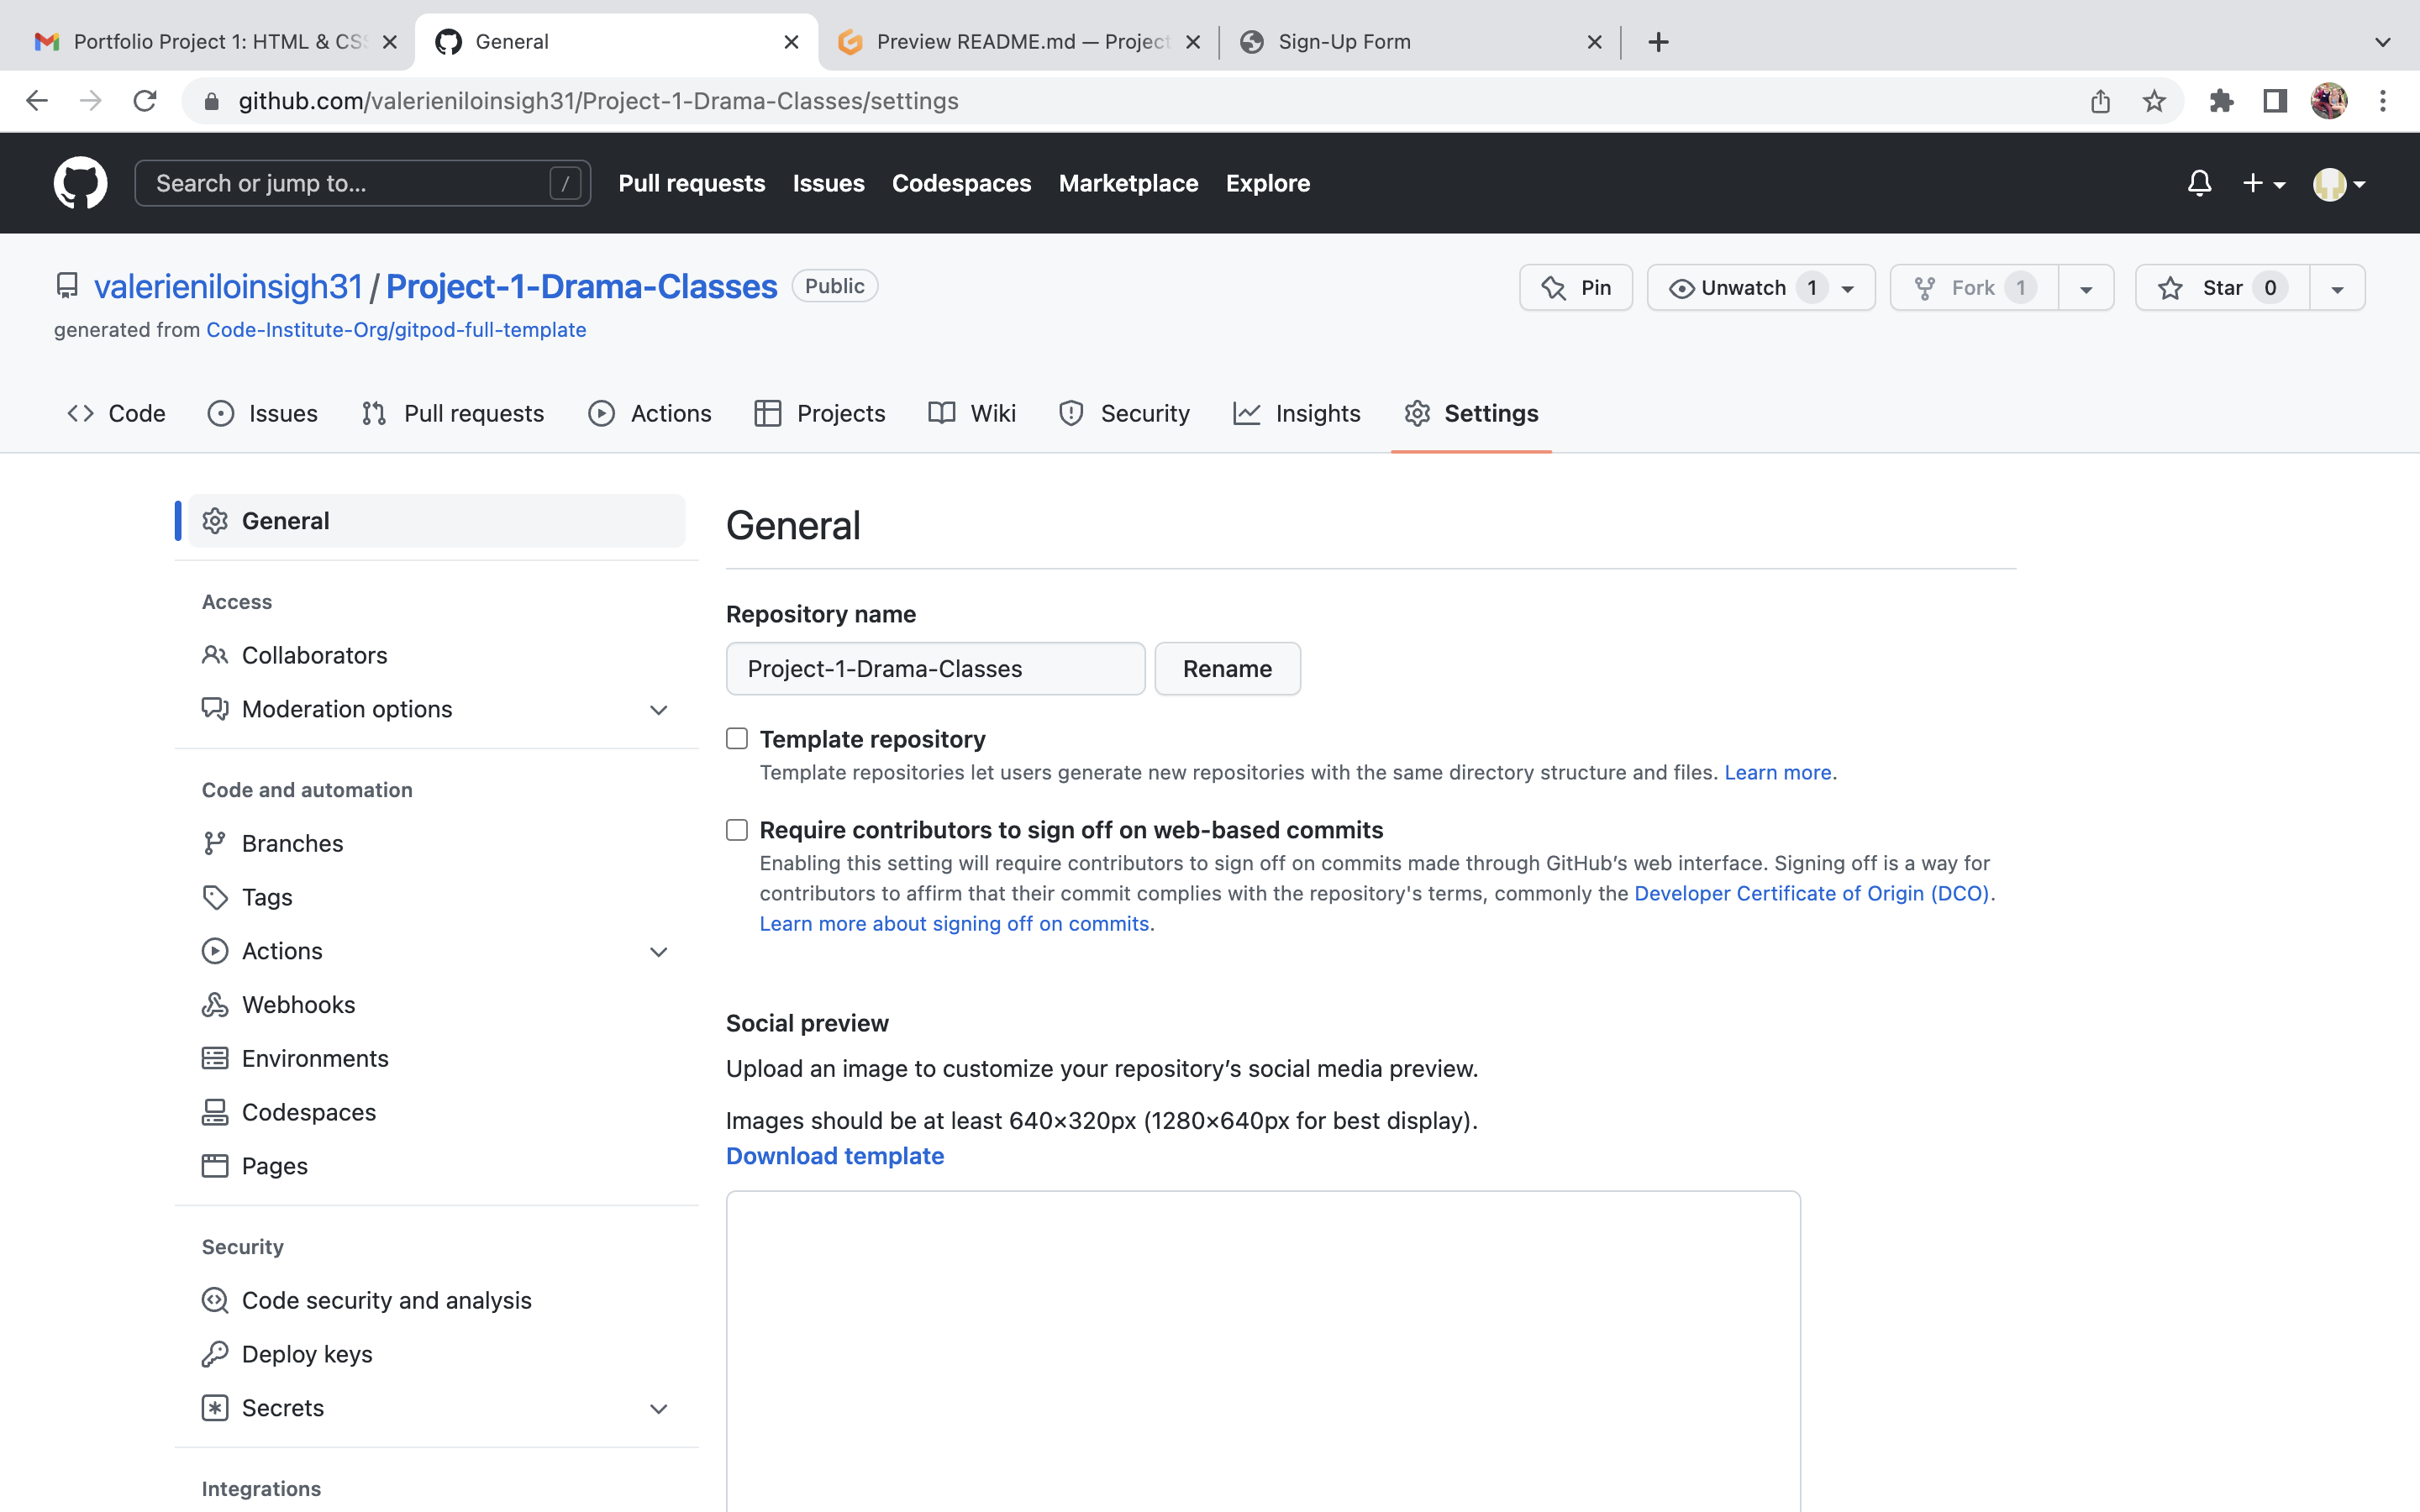 Portfolio Project 1: HTML & CSS
General
Preview README.md — Project
Sign-Up Form
github.com/valerieniloinsigh31/Project-1-Drama-Classes/settings
Search or jump to... /
Pull requests
Issues
Codespaces
Marketplace
Explore
valerieniloinsigh31 / Project-1-Drama-Classes Public
Pin
Unwatch 1
Fork 1
Star 0
generated from Code-Institute-Org/gitpod-full-template
Code
Issues
Pull requests
Actions
Projects
Wiki
Security
Insights
Settings
General
Access
Collaborators
Moderation options
Code and automation
Branches
Tags
Actions
Webhooks
Environments
Codespaces
Pages
Security
Code security and analysis
Deploy keys
Secrets
Integrations
General
Repository name
Project-1-Drama-Classes
Rename
Template repository
Template repositories let users generate new repositories with the same directory structure and files. Learn more.
Require contributors to sign off on web-based commits
Enabling this setting will require contributors to sign off on commits made through GitHub’s web interface. Signing off is a way for
contributors to affirm that their commit complies with the repository's terms, commonly the Developer Certificate of Origin (DCO).
Learn more about signing off on commits.
Social preview
Upload an image to customize your repository’s social media preview.
Images should be at least 640×320px (1280×640px for best display).
Download template